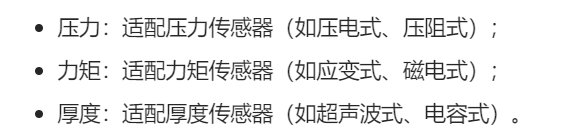 • 压力：适配压力传感器（如压电式、压阻式）；
• 力矩：适配力矩传感器（如应变式、磁电式）；
• 厚度：适配厚度传感器（如超声波式、电容式）。